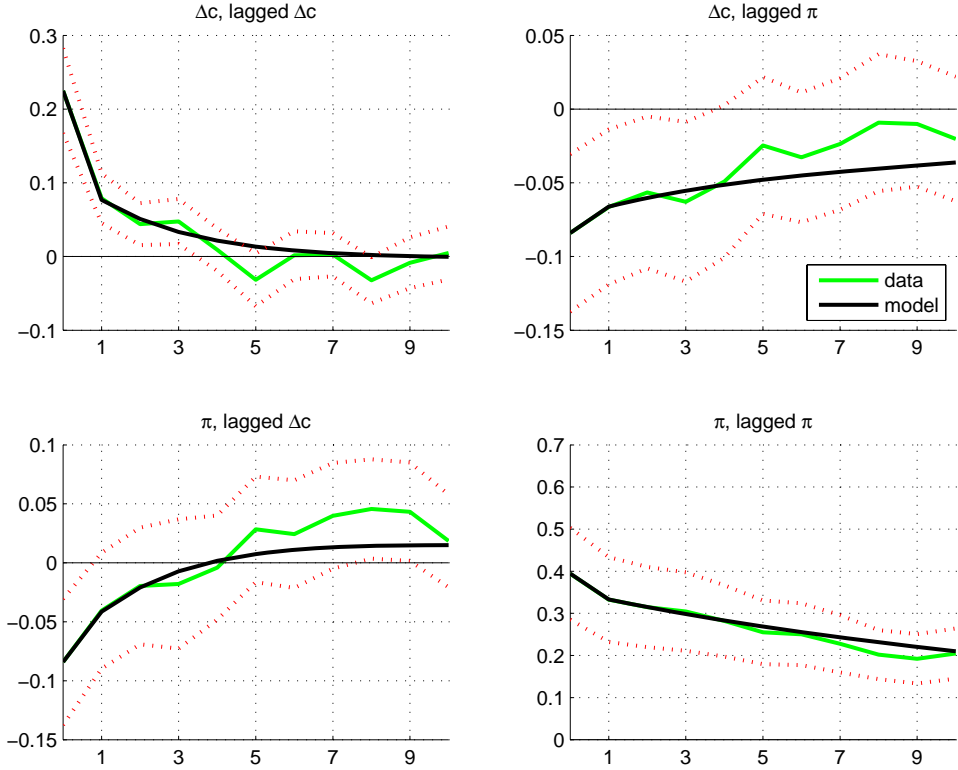 Δc, lagged Δc
0.3
0.2
0.1
0
−0.1
1 3 5 7 9
Δc, lagged π
0.05
0
−0.05
−0.1
−0.15
data
model
1 3 5 7 9
π, lagged Δc
0.1
0.05
0
−0.05
−0.1
−0.15
1 3 5 7 9
π, lagged π
0.7
0.6
0.5
0.4
0.3
0.2
0.1
0
1 3 5 7 9